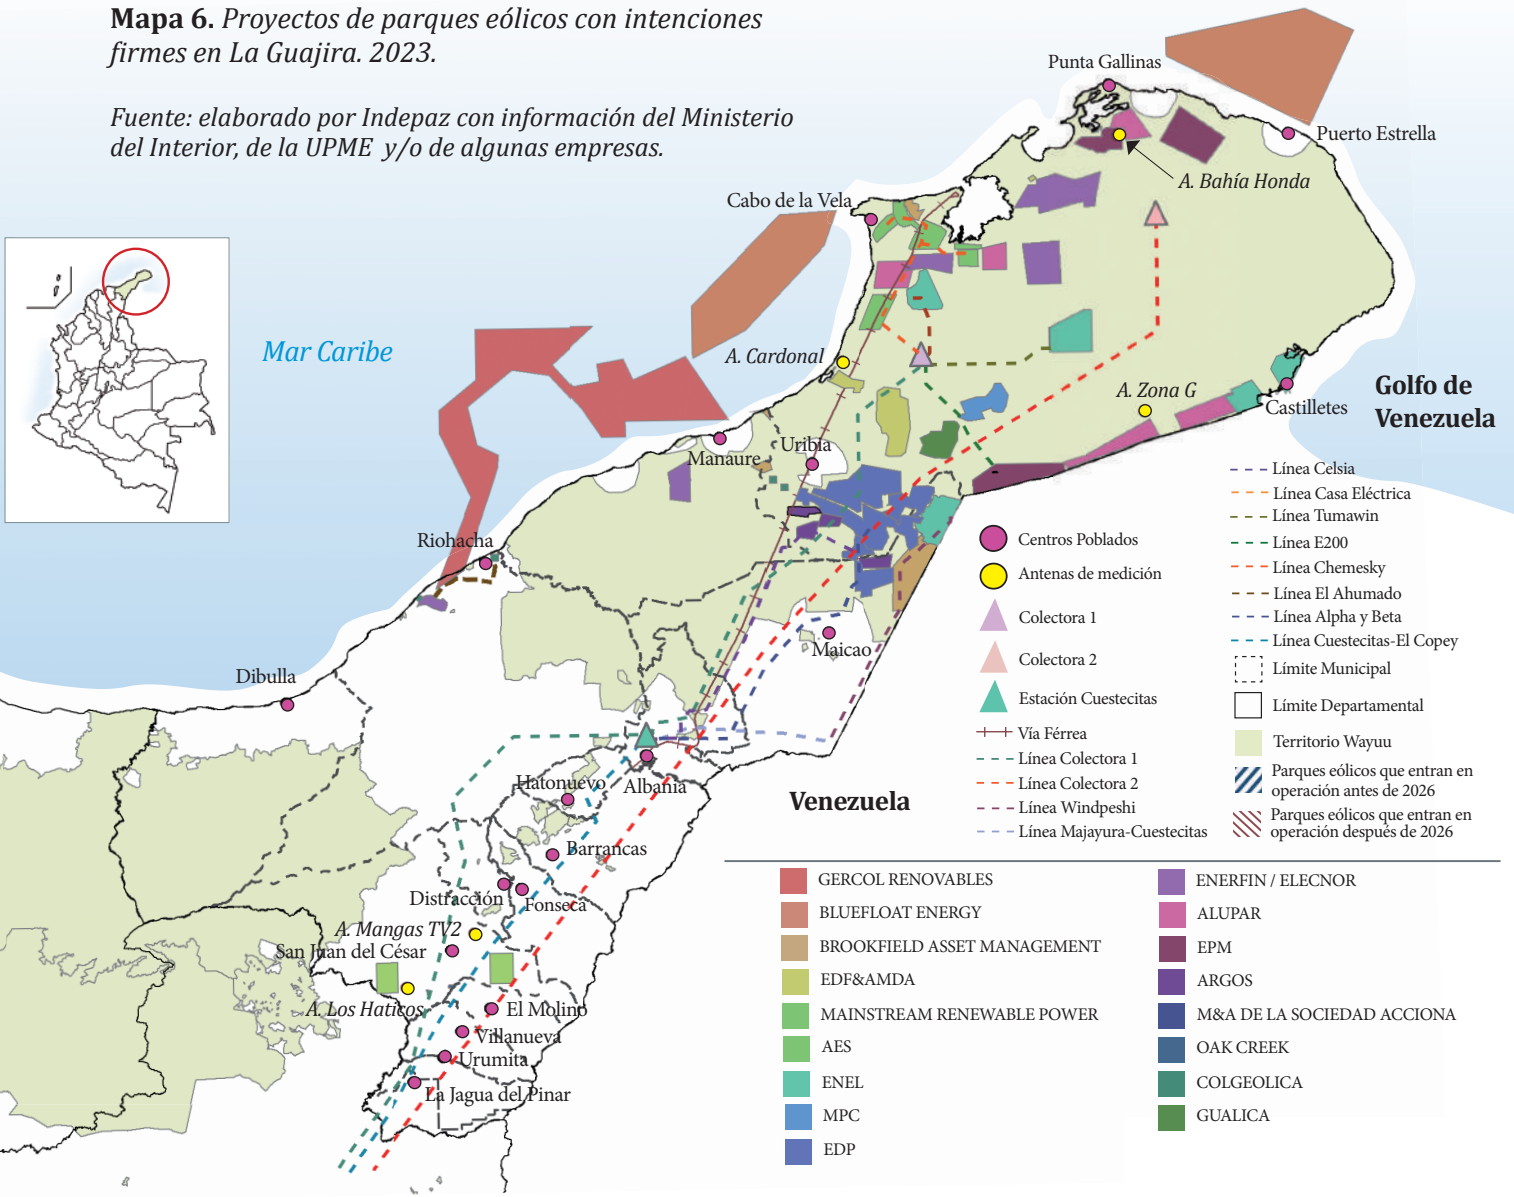 Mapa 6. Proyectos de parques eólicos con intenciones
firmes en La Guajira. 2023.
Fuente: elaborado por Indepaz con información del Ministerio
del Interior, de la UPME y/o de algunas empresas.
Punta Gallinas
Puerto Estrella
A. Bahía Honda
Cabo de la Vela
Mar Caribe
A. Cardonal
A. Zona G
Golfo de
Venezuela
Castilletes
Manaure
Uribia
Riohacha
Maicao
Dibulla
Albania
Hatonuevo
Barrancas
Distracción
Fonseca
A. Mangas TV2
San Juan del César
A. Los Haticos
El Molino
Villanueva
Urumita
La Jagua del Pinar
Venezuela
Centros Poblados
Antenas de medición
Colectora 1
Colectora 2
Estación Cuestecitas
Vía Férrea
Línea Colectora 1
Línea Colectora 2
Línea Windpeshi
Línea Majayura-Cuestecitas
Línea Celsia
Línea Casa Eléctrica
Línea Tumawin
Línea E200
Línea Chemesky
Línea El Ahumado
Línea Alpha y Beta
Línea Cuestecitas-El Copey
Límite Municipal
Límite Departamental
Territorio Wayuu
Parques eólicos que entran en
operación antes de 2026
Parques eólicos que entran en
operación después de 2026
GERCOL RENOVABLES
BLUEFLOAT ENERGY
BROOKFIELD ASSET MANAGEMENT
EDF&AMDA
MAINSTREAM RENEWABLE POWER
AES
ENEL
MPC
EDP
ENERFIN / ELECNOR
ALUPAR
EPM
ARGOS
M&A DE LA SOCIEDAD ACCIONA
OAK CREEK
COLGEOLICA
GUALICA